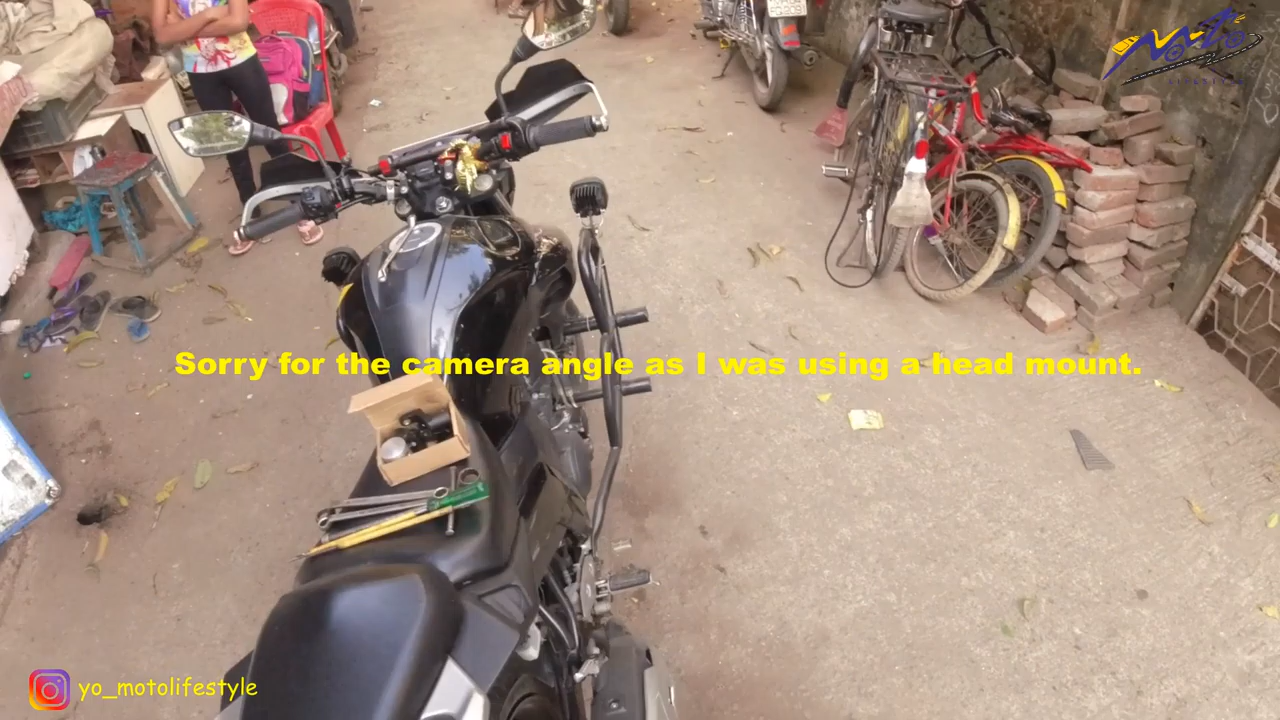 Sorry for the camera angle as I was using a head mount.
yo_motolifestyle